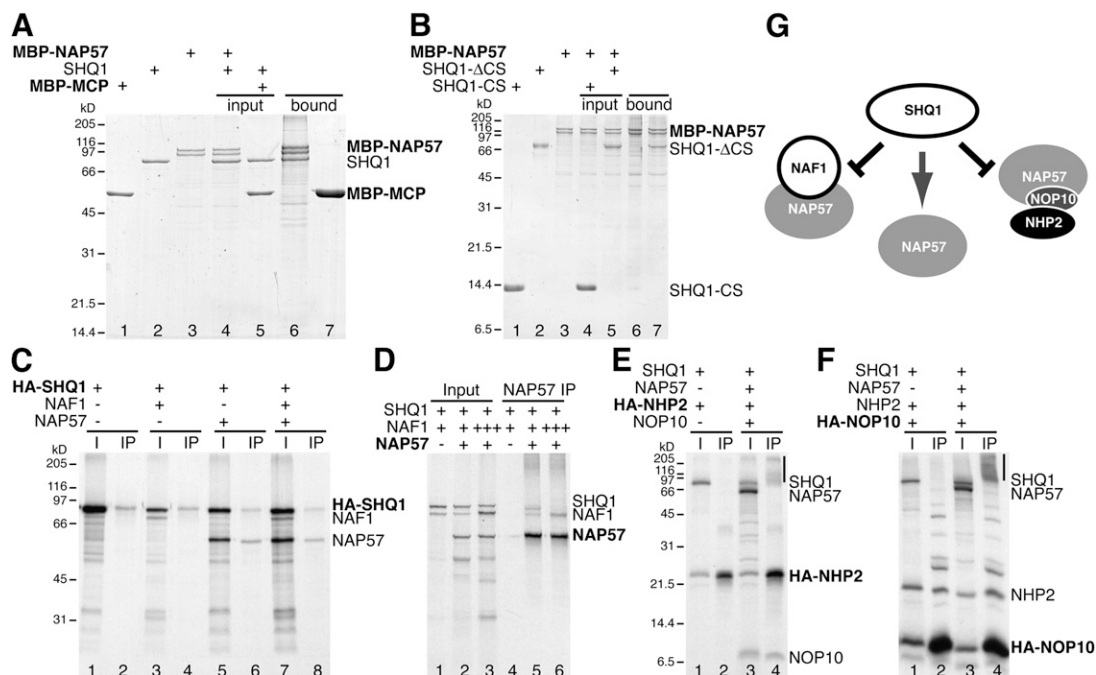 A
MBP-NAP57 + +
SHQ1 + + +
MBP-MCP + +
input bound
kD
205
116
97
66
45
31
21.5
14.4
MBP-NAP57
SHQ1
MBP-MCP
1 2 3 4 5 6 7
B
MBP-NAP57 + + +
SHQ1-ΔCS + +
SHQ1-CS + +
input bound
kD
205
116
97
66
45
31
21.5
14.4
6.5
MBP-NAP57
SHQ1-ΔCS
SHQ1-CS
1 2 3 4 5 6 7
G
SHQ1
NAF1
NAP57
NAP57
NAP57
NOP10
NHP2
C
HA-SHQ1 + + + +
NAF1 + +
NAP57 + +
I IP I IP I IP I IP
kD
205
116
97
66
45
31
HA-SHQ1
NAF1
NAP57
1 2 3 4 5 6 7 8
D
Input NAP57 IP
SHQ1 + + + + + +
NAF1 + + +++ + + +++
NAP57 - + + - + +
SHQ1
NAF1
NAP57
1 2 3 4 5 6
E
SHQ1 + +
NAP57 - +
HA-NHP2 + +
NOP10 - +
I IP I IP
kD
205
116
97
66
45
31
21.5
14.4
6.5
SHQ1
NAP57
HA-NHP2
NOP10
1 2 3 4
F
SHQ1 + +
NAP57 - +
NHP2 + +
HA-NOP10 + +
I IP I IP
SHQ1
NAP57
NHP2
HA-NOP10
1 2 3 4